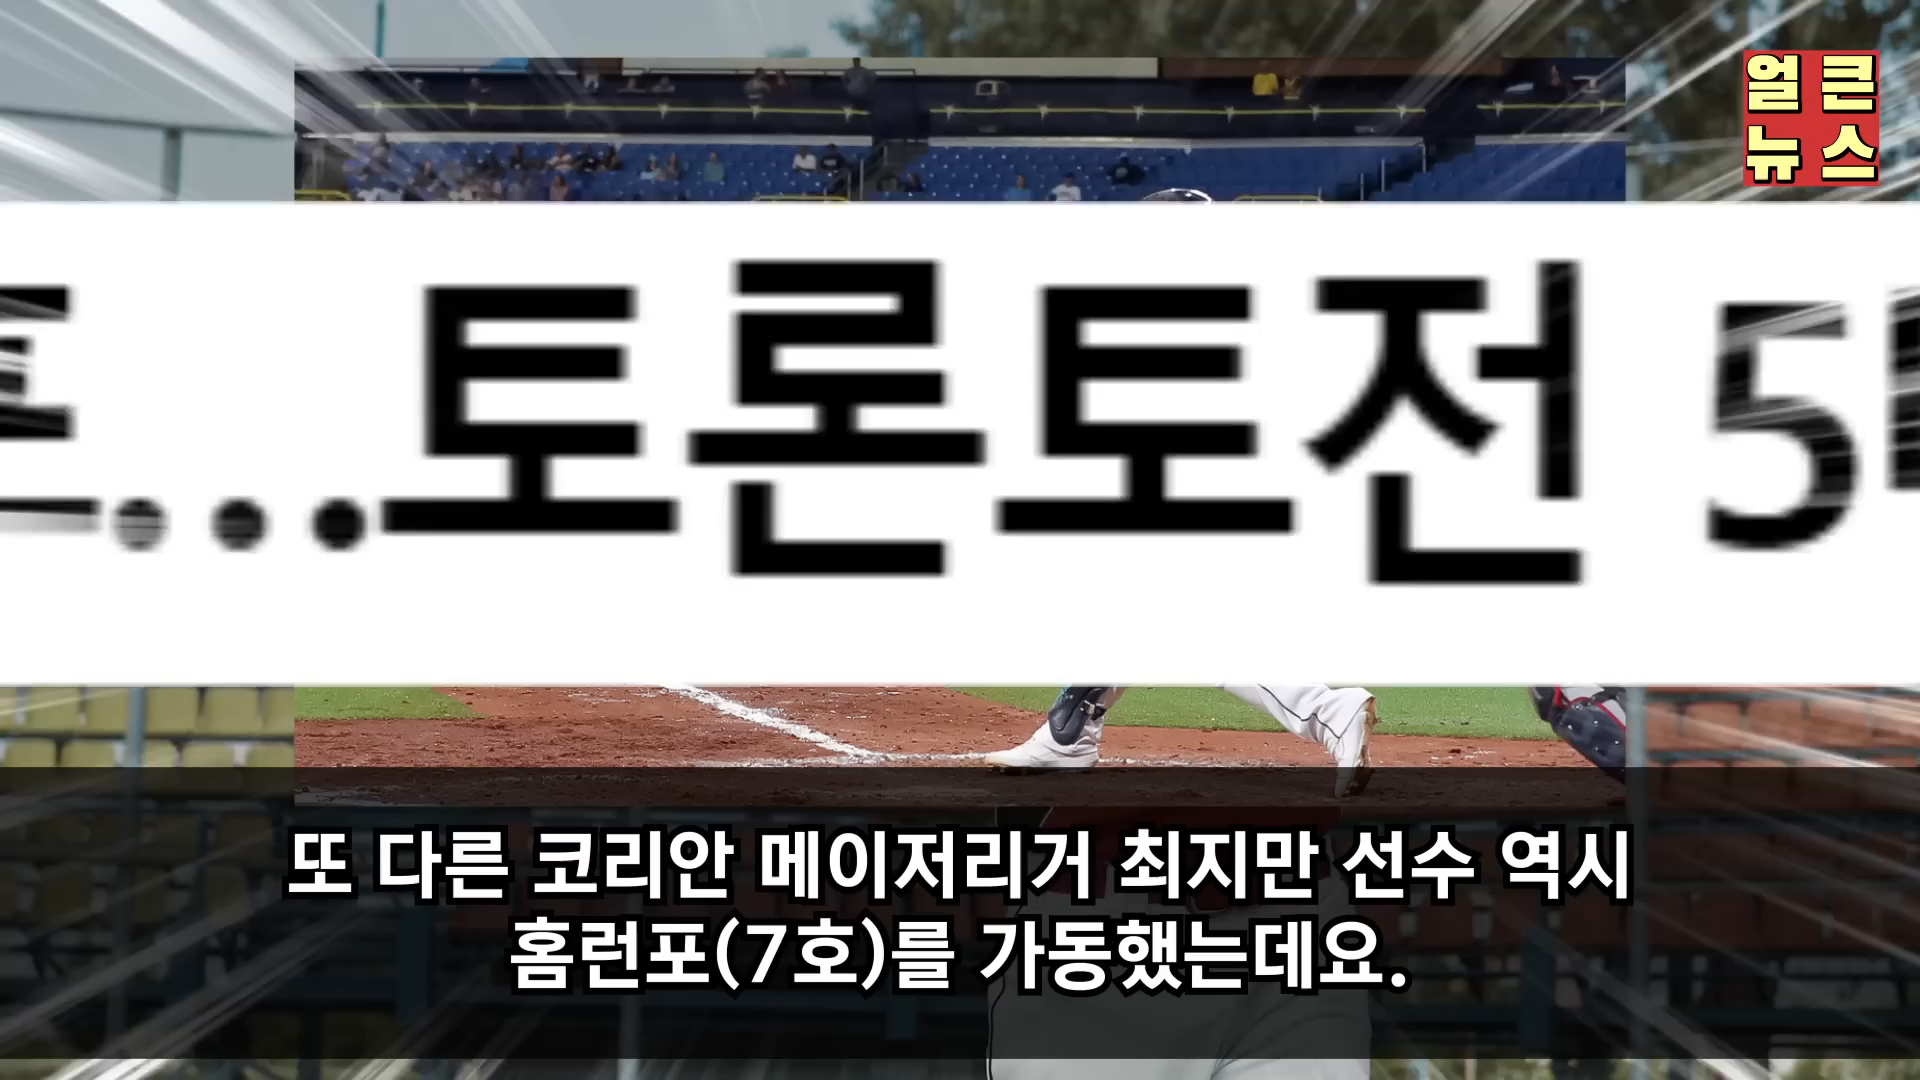 얼큰
뉴스
...토론토전 5
또 다른 코리안 메이저리거 최지만 선수 역시
홈런포(7호)를 가동했는데요.